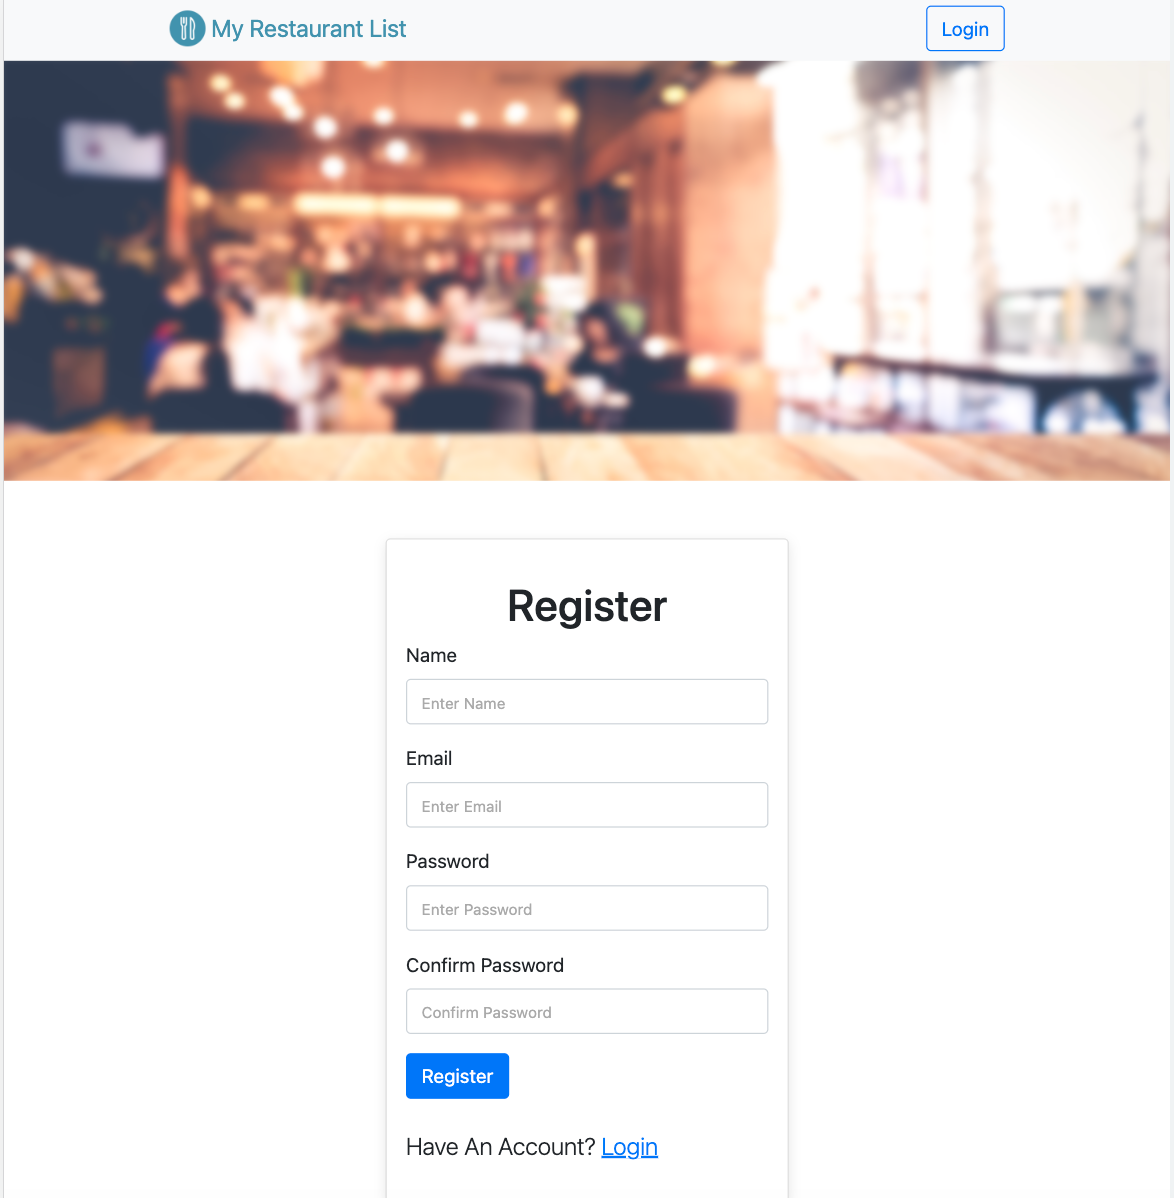 My Restaurant List
Login
Register
Name
Enter Name
Email
Enter Email
Password
Enter Password
Confirm Password
Confirm Password
Register
Have An Account? Login